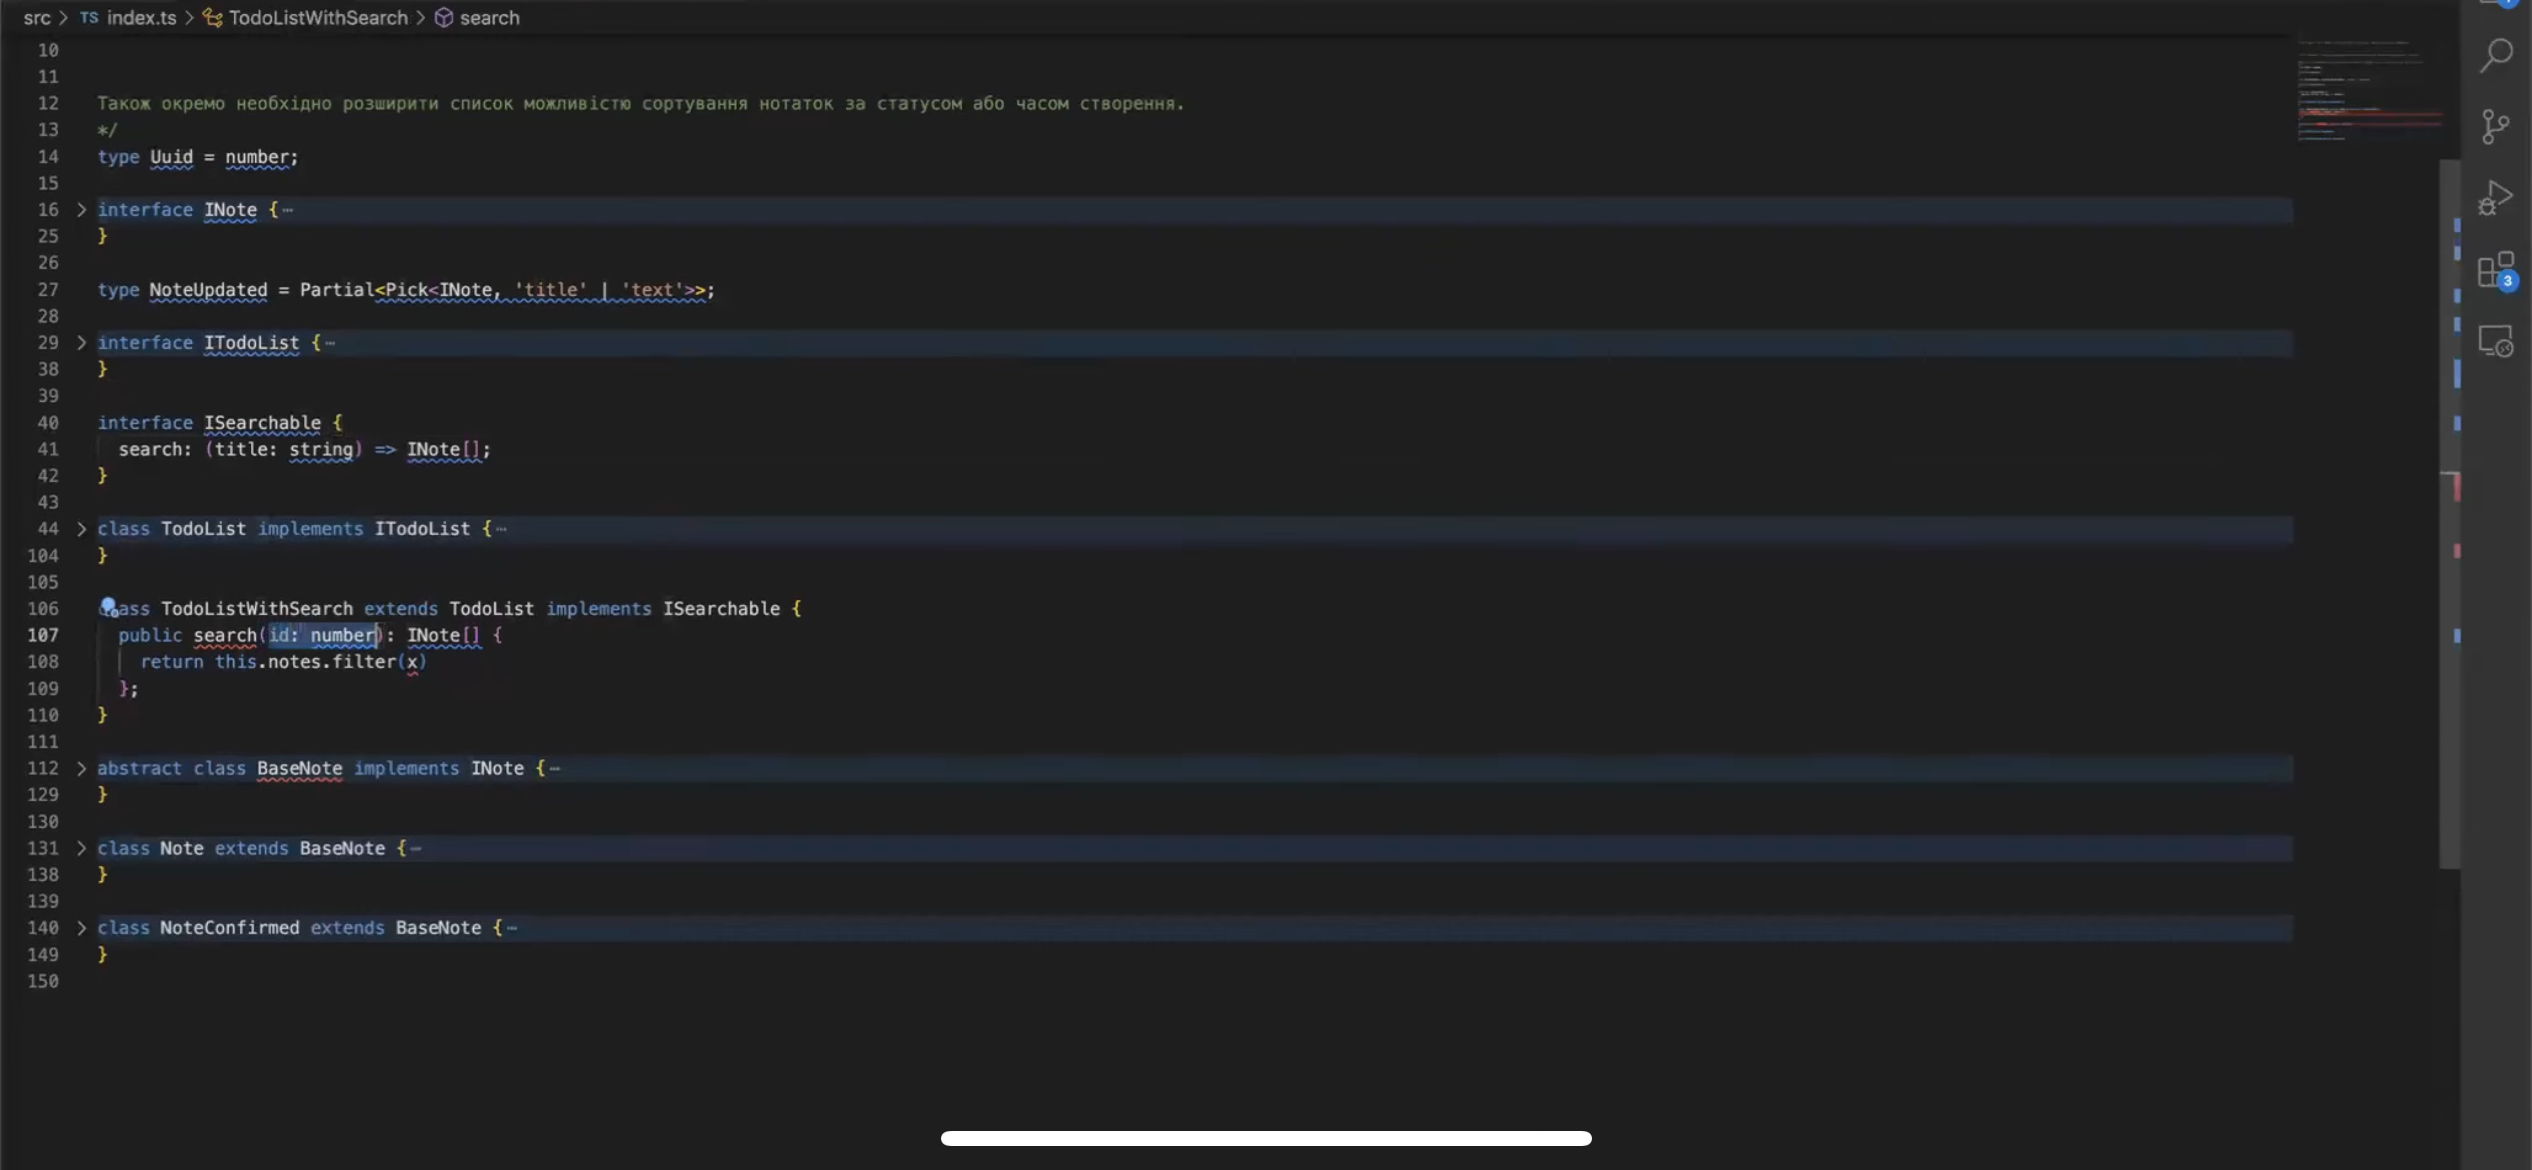 src > TS index.ts > TodoListWithSearch > search
10
11
12 Також окремо необхідно розширити список можливістю сортування нотаток за статусом або часом створення.
13 */
14 type Uuid = number;
15
16 > interface INote { ⋯
25 }
26
27 type NoteUpdated = Partial<Pick<INote, 'title' | 'text'>>;
28
29 > interface ITodoList { ⋯
38 }
39
40 interface ISearchable {
41 search: (title: string) => INote[];
42 }
43
44 > class TodoList implements ITodoList { ⋯
104 }
105
106 ass TodoListWithSearch extends TodoList implements ISearchable {
107 public search(id: number): INote[] {
108 return this.notes.filter(x)
109 };
110 }
111
112 > abstract class BaseNote implements INote { ⋯
129 }
130
131 > class Note extends BaseNote { ⋯
138 }
139
140 > class NoteConfirmed extends BaseNote { ⋯
149 }
150
3